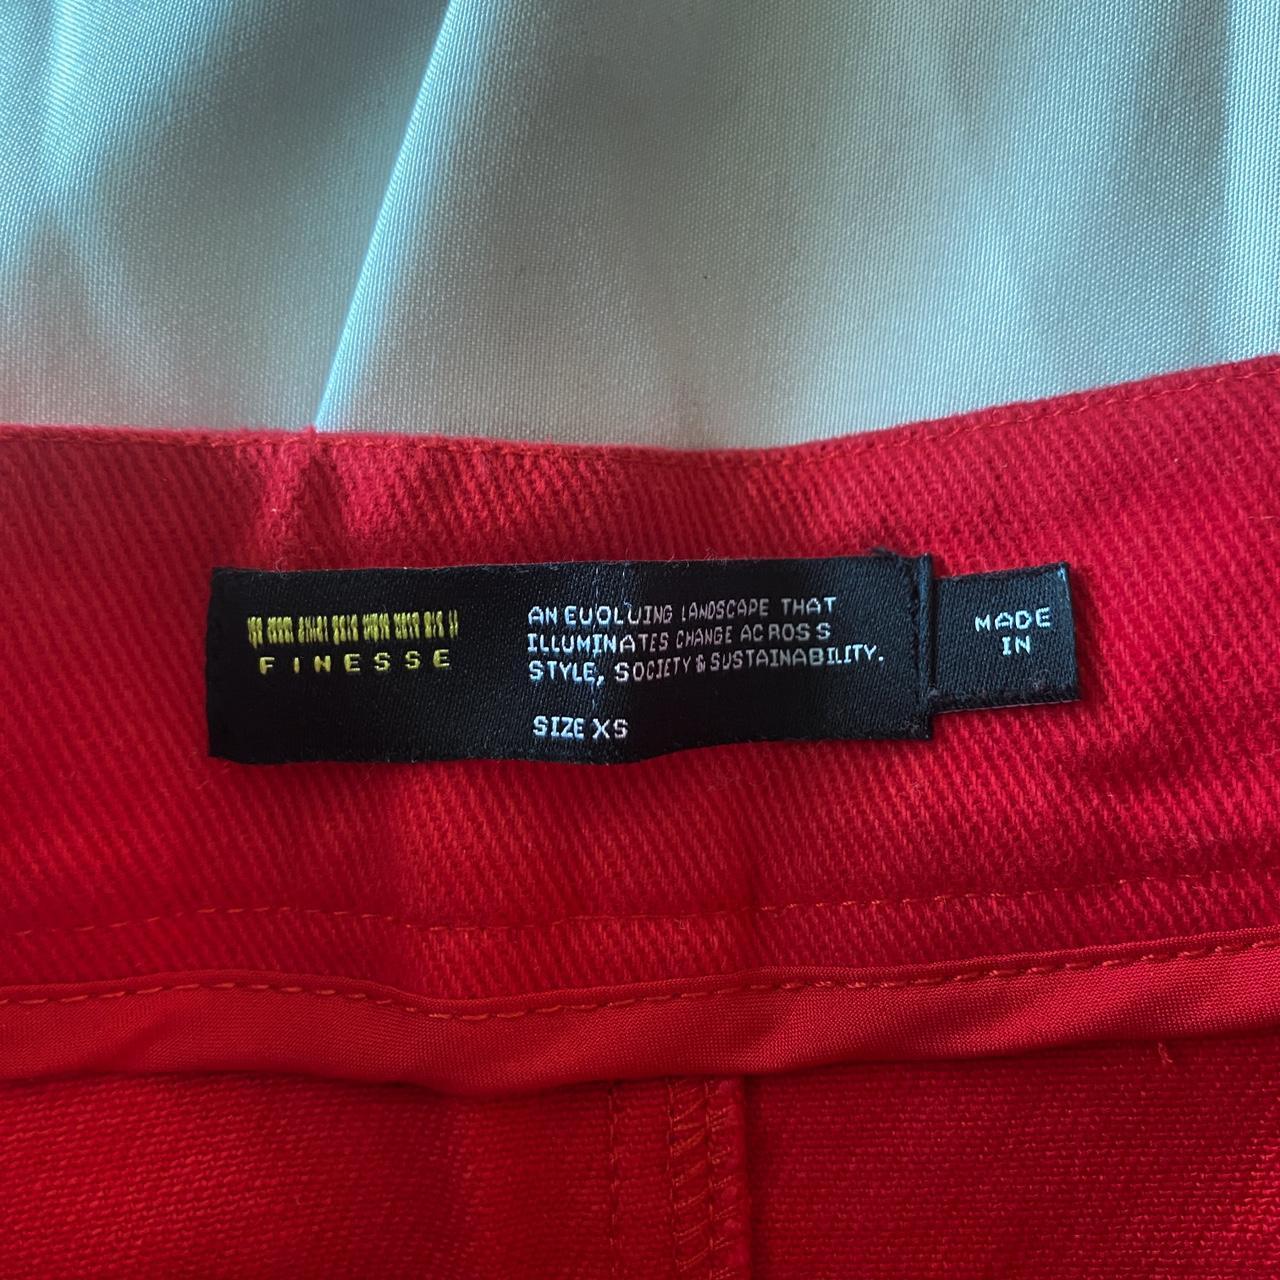 FINESSE
AN EVOLVING LANDSCAPE THAT
ILLUMINATES CHANGE ACROSS
STYLE, SOCIETY & SUSTAINABILITY.
SIZE XS
MADE
IN